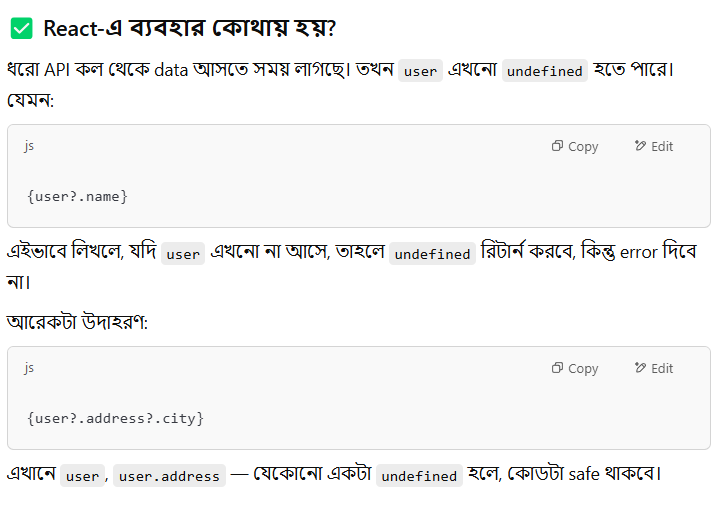 ✅ React-এ ব্যবহার কোথায় হয়?
ধরো API কল থেকে data আসতে সময় লাগছে। তখন user এখনো undefined হতে পারে।
যেমন:
js Copy Edit
{user?.name}
এইভাবে লিখলে, যদি user এখনো না আসে, তাহলে undefined রিটার্ন করবে, কিন্তু error দিবে
না।
আরেকটা উদাহরণ:
js Copy Edit
{user?.address?.city}
এখানে user, user.address — যেকোনো একটা undefined হলে, কোডটা safe থাকবে।